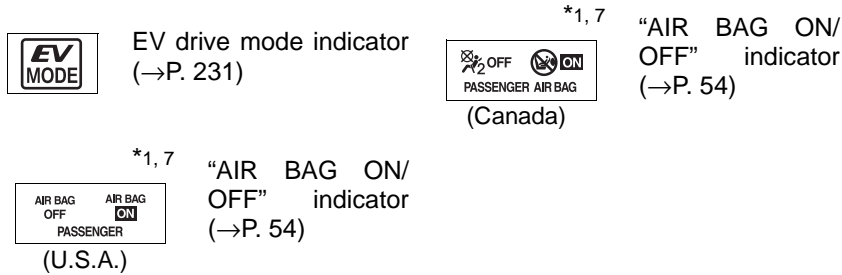 EV
MODE
EV drive mode indicator
(→P. 231)
*1, 7
AIR BAG OFF
AIR BAG ON
PASSENGER
(U.S.A.)
“AIR BAG ON/
OFF” indicator
(→P. 54)
*1, 7
2 OFF ON
PASSENGER AIR BAG
(Canada)
“AIR BAG ON/
OFF” indicator
(→P. 54)